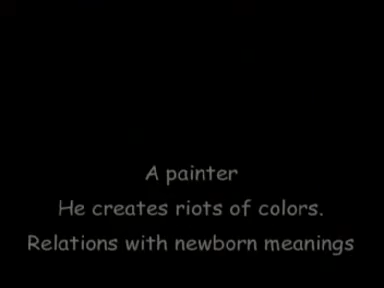 A painter
He creates riots of colors.
Relations with newborn meanings